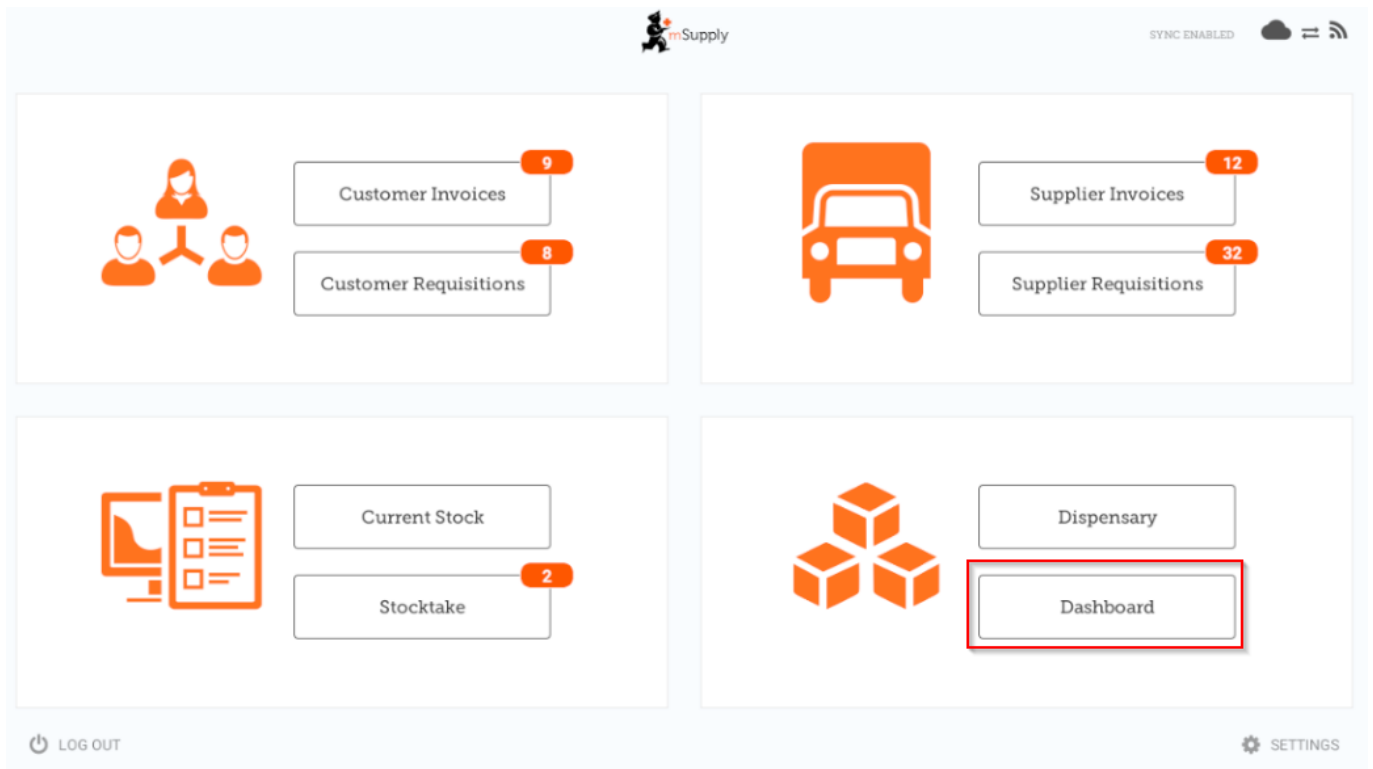 mSupply
SYNC ENABLED
9
Customer Invoices
8
Customer Requisitions
12
Supplier Invoices
32
Supplier Requisitions
Current Stock
2
Stocktake
Dispensary
Dashboard
LOG OUT
SETTINGS